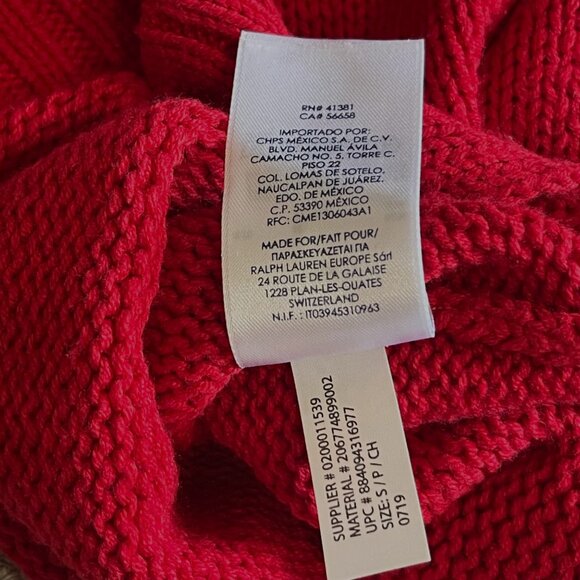 RN# 41381
CA# 56658
IMPORTADO POR:
CHPS MÉXICO S.A. DE C.V.
BLVD. MANUEL ÁVILA
CAMACHO NO. 5, TORRE C,
PISO 22
COL. LOMAS DE SOTELO,
NAUCALPAN DE JUÁREZ,
EDO. DE MÉXICO
C.P. 53390 MÉXICO
RFC: CME1306043A1
MADE FOR/FAIT POUR/
ΠΑΡΑΣΚΕΥΑΖΕΤΑΙ ΓΙΑ
RALPH LAUREN EUROPE Sárl
24 ROUTE DE LA GALAISE
1228 PLAN-LES-OUATES
SWITZERLAND
N.I.F. : IT03945310963
SUPPLIER # 0200011539
MATERIAL # 206774899002
UPC # 884094316977
SIZE: S / P / CH
0719